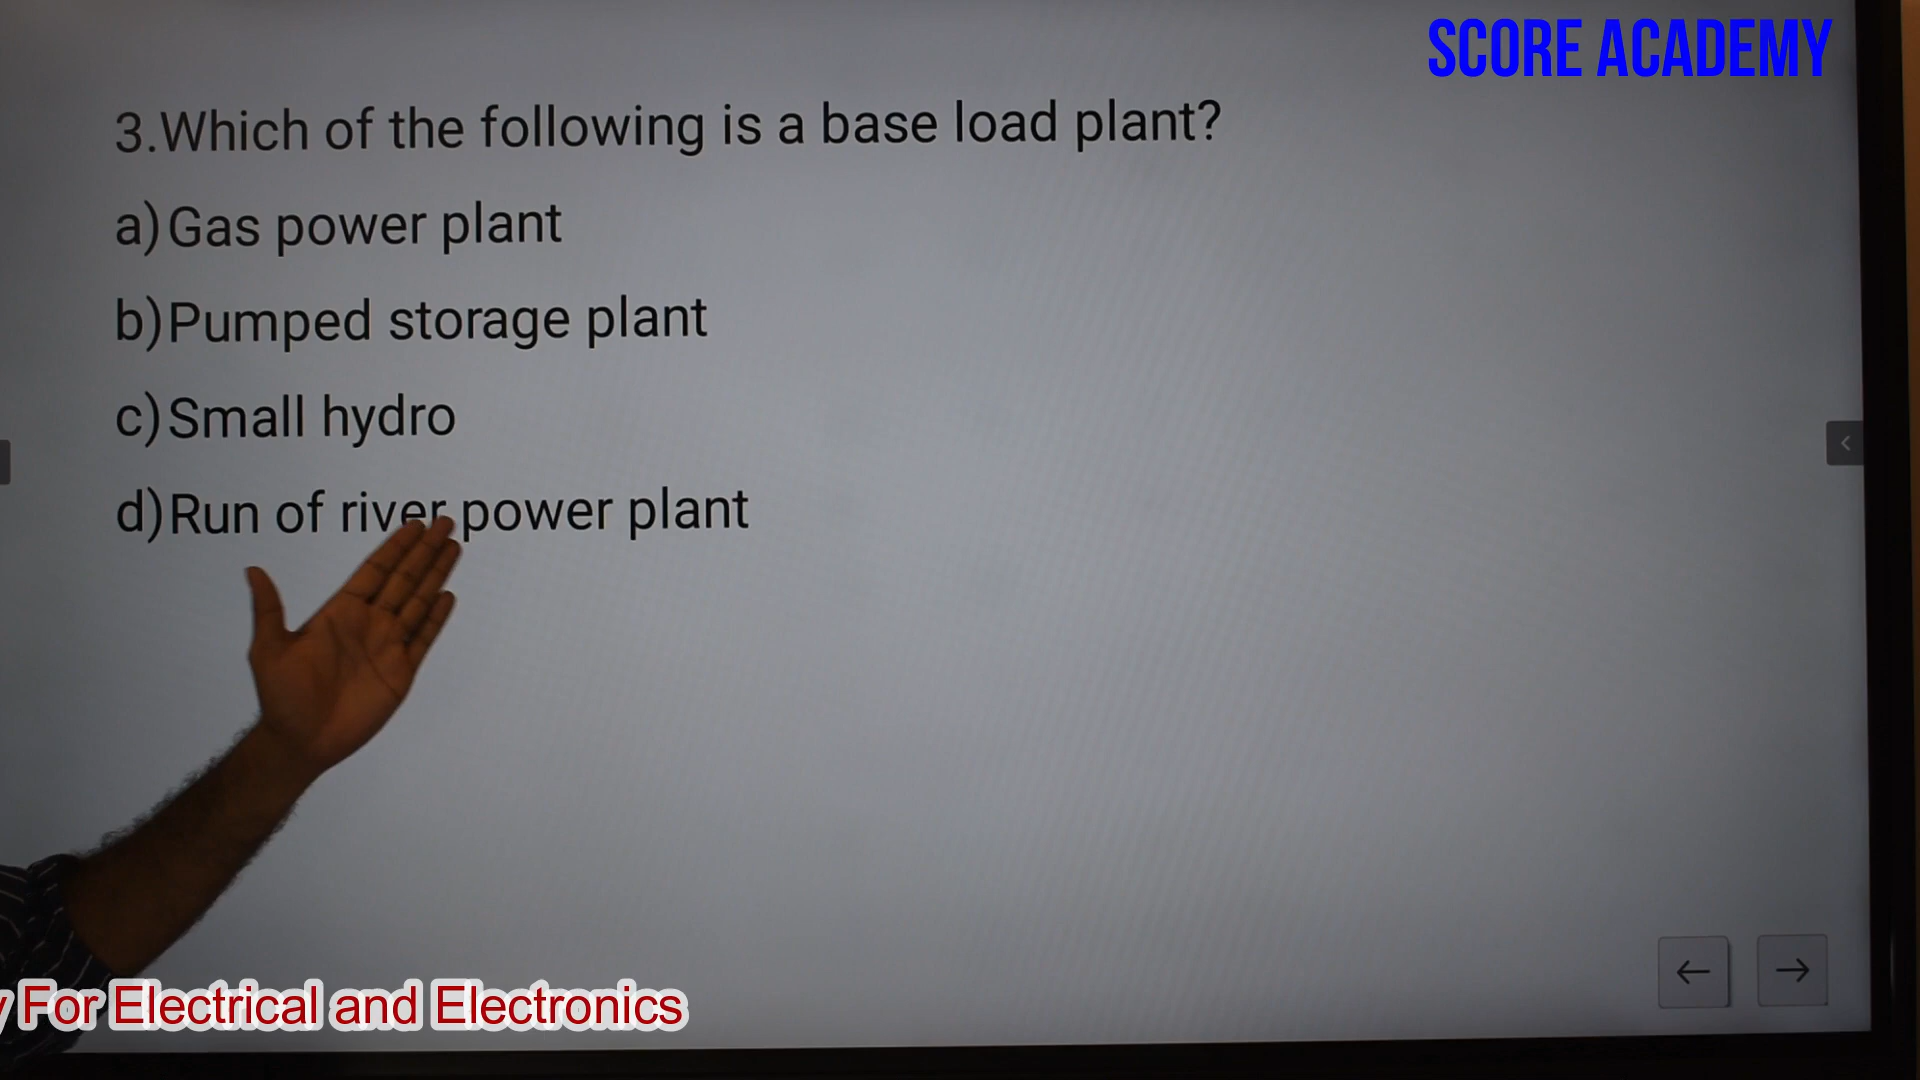 SCORE ACADEMY
3.Which of the following is a base load plant?
a)Gas power plant
b)Pumped storage plant
c)Small hydro
d)Run of river power plant
For Electrical and Electronics